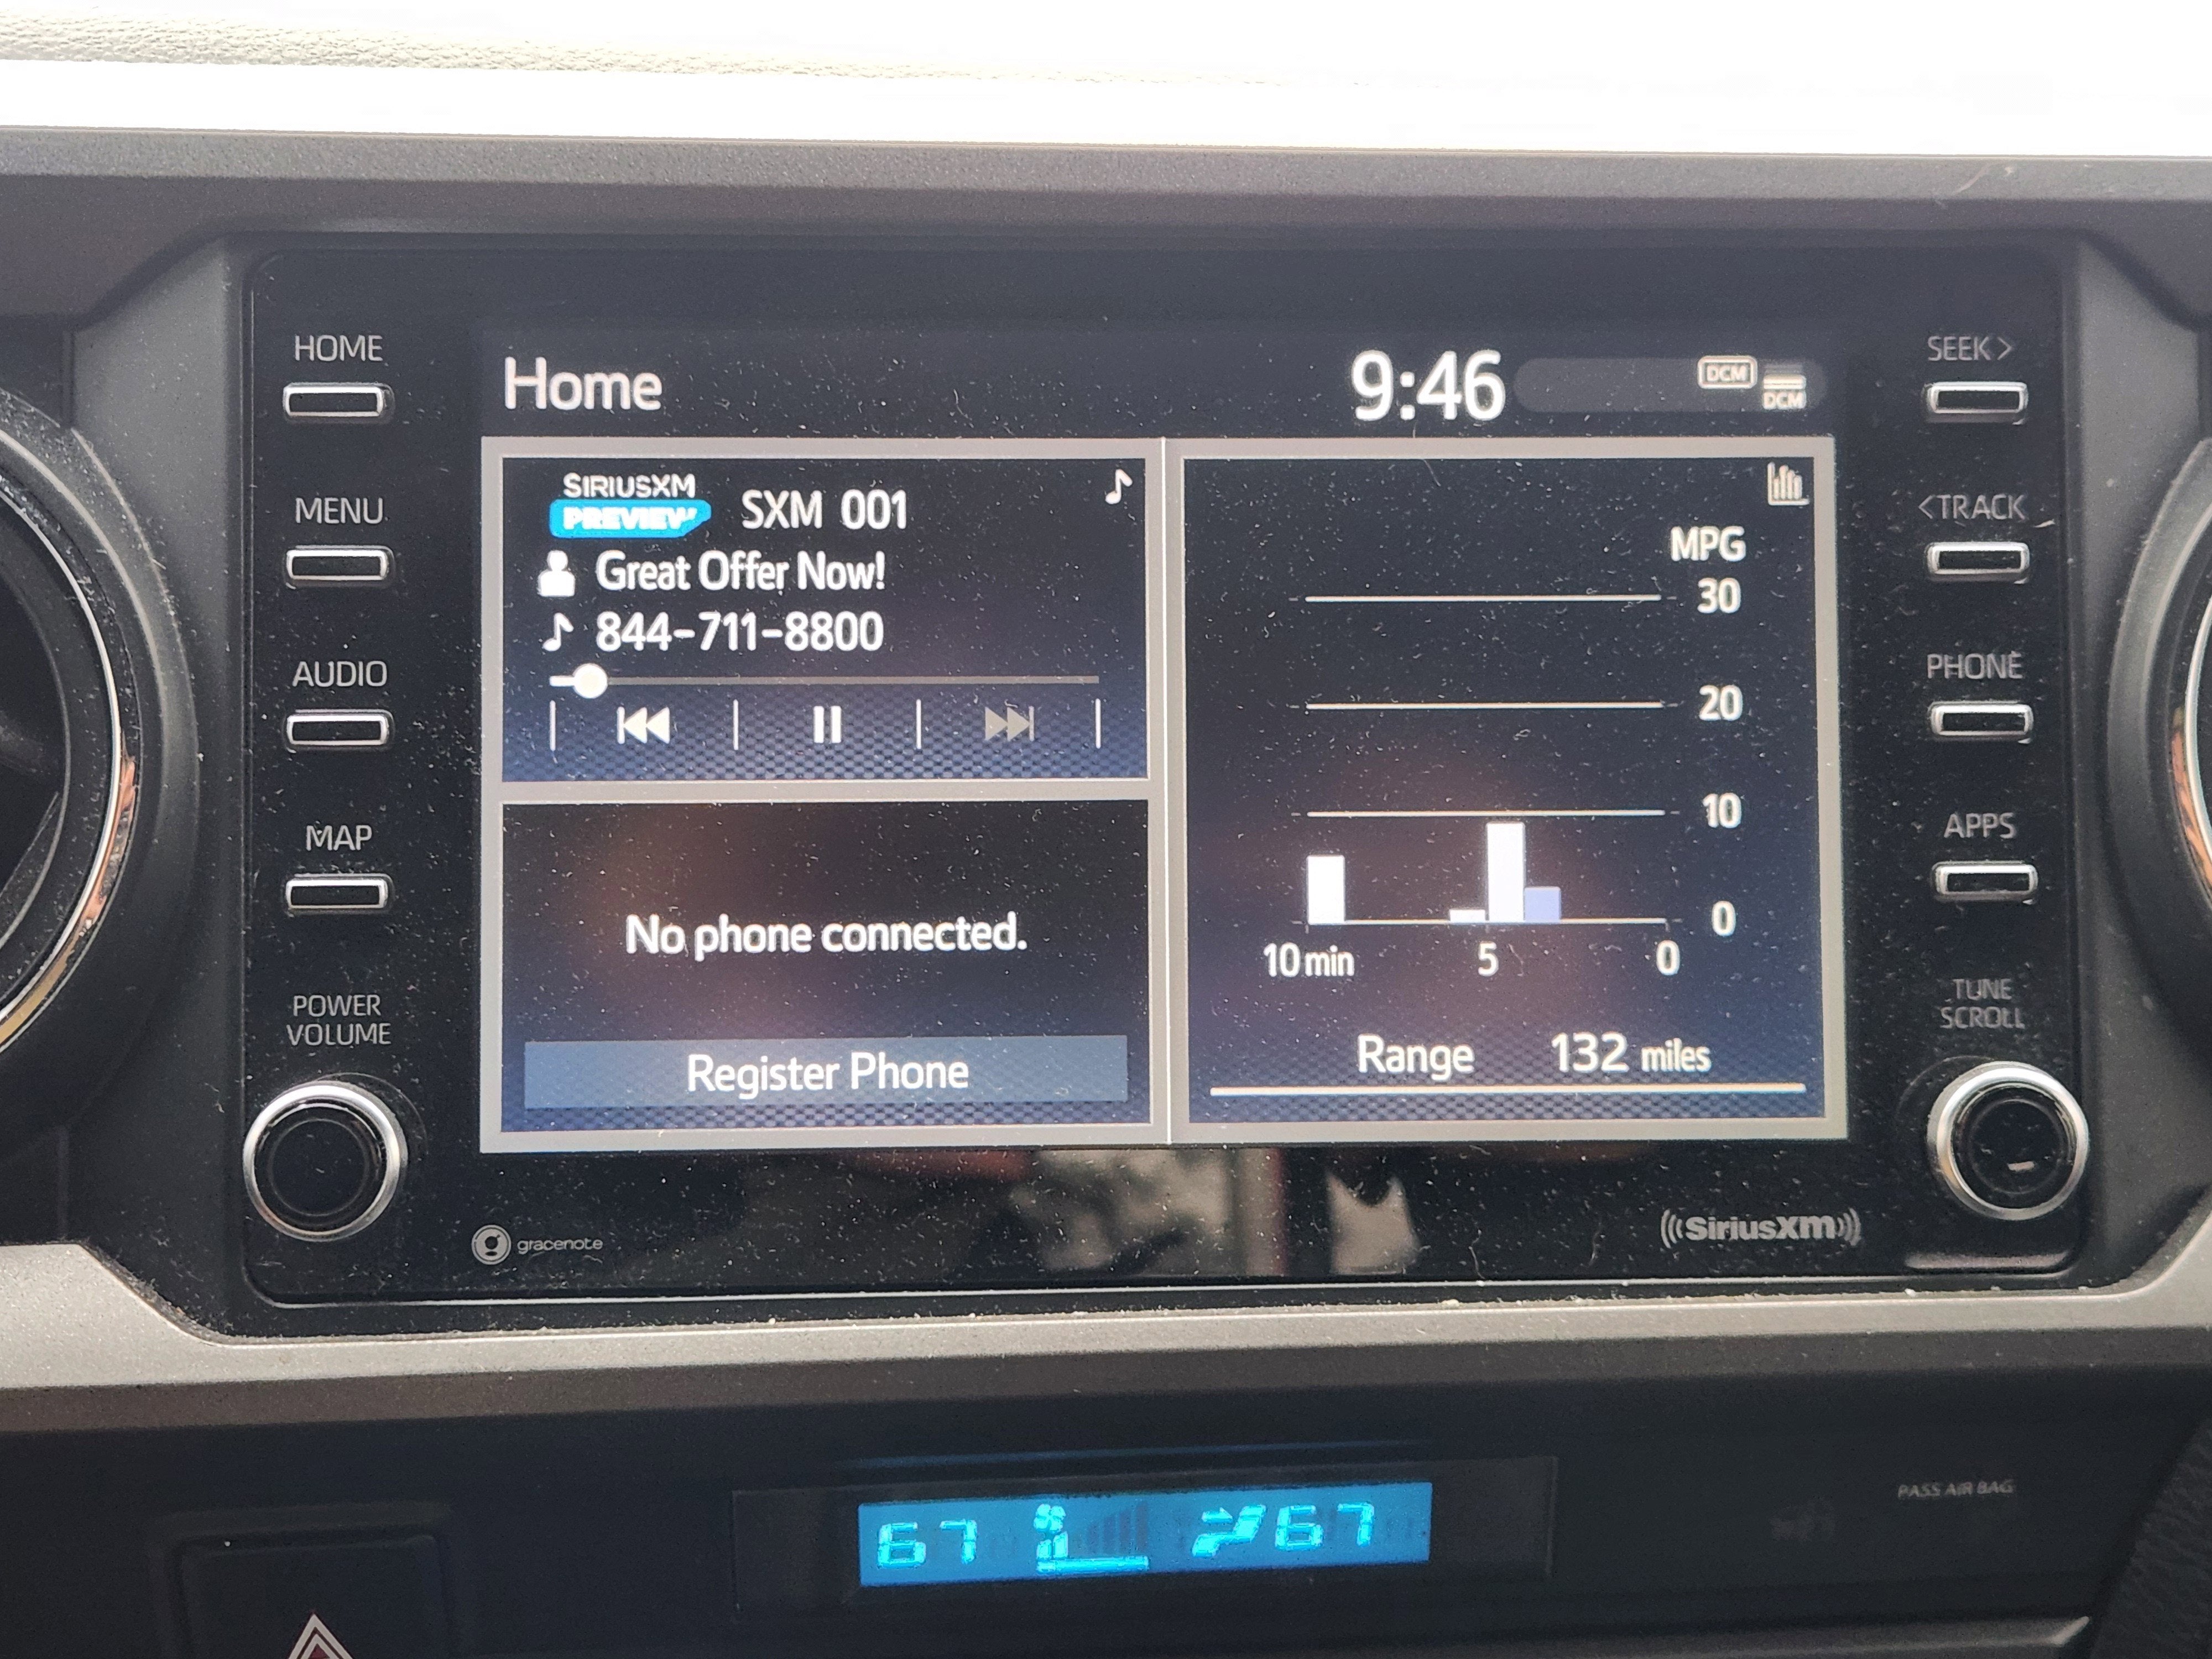 HOME
MENU
AUDIO
MAP
POWER
VOLUME
Home
9:46
DCM
DCM
SIRIUSXM
PREVIEW
SXM 001
Great Offer Now!
844-711-8800
No phone connected.
Register Phone
MPG
30
20
10
0
10 min 5 0
Range 132 miles
SEEK >
< TRACK
PHONE
APPS
TUNE
SCROLL
gracenote
((SiriusXM))
67 67
PASS AIR BAG